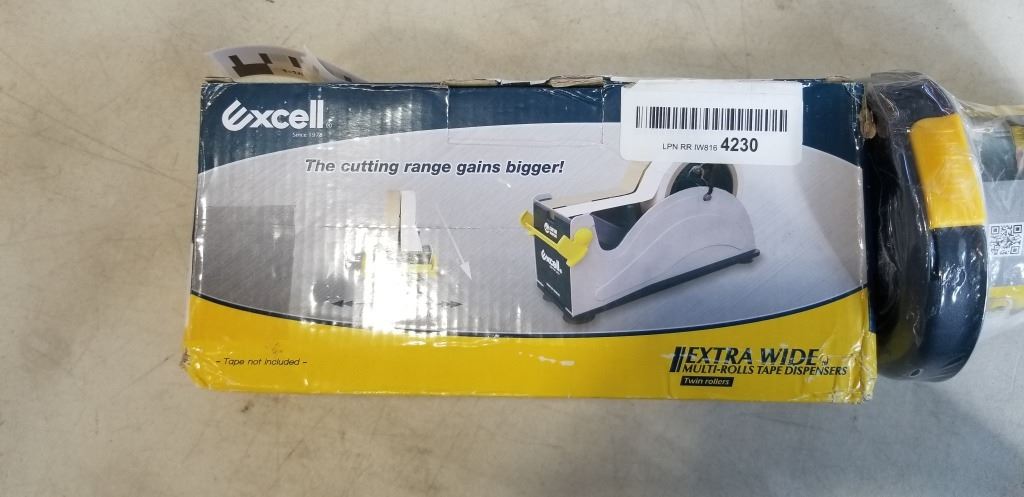 Excell®
Since 1978
The cutting range gains bigger!
LPN RR IW816 4230
Excell
– Tape not included –
EXTRA WIDE
MULTI-ROLLS TAPE DISPENSERS
Twin rollers